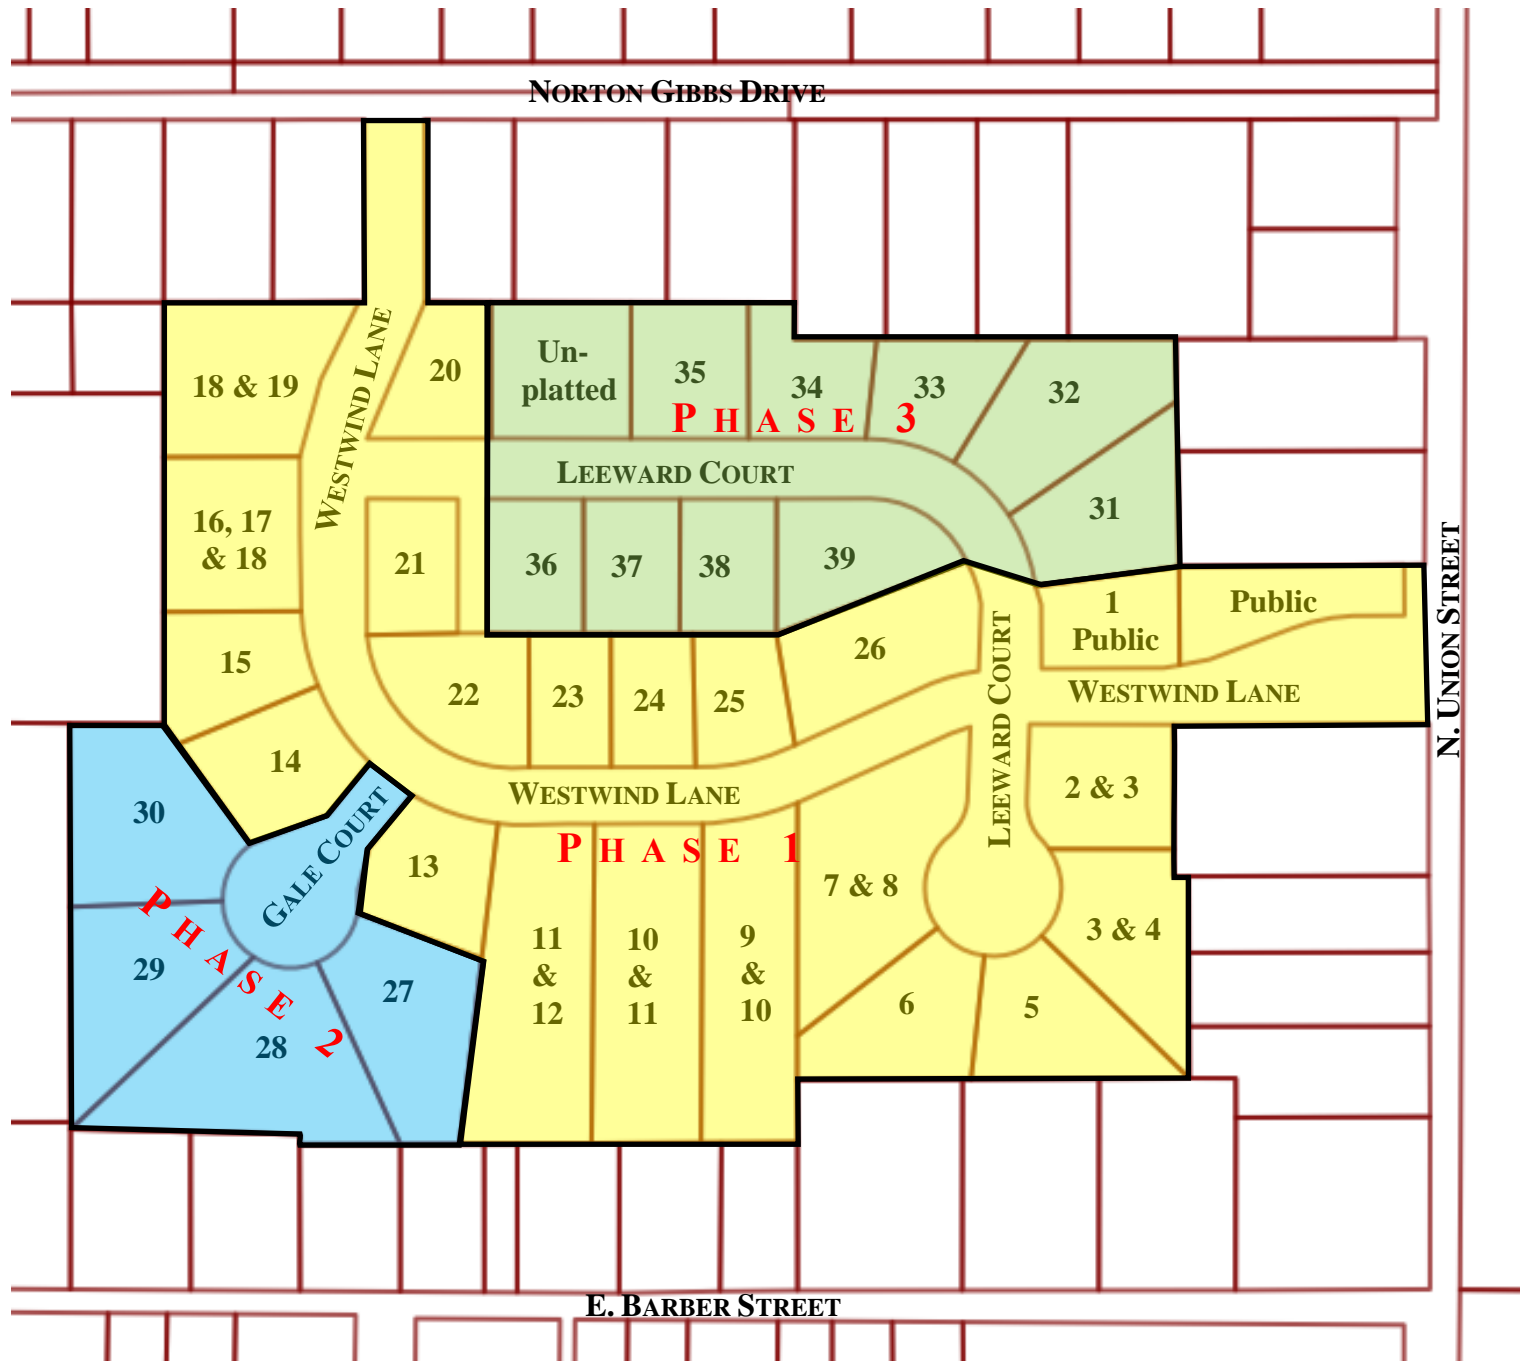 NORTON GIBBS DRIVE
WESTWIND LANE
18 & 19
20
Un-
platted
35
34
33
32
PHASE 3
LEEWARD COURT
31
16, 17
& 18
21
36
37
38
39
1
Public
Public
N. UNION STREET
15
22
23
24
25
26
LEEWARD COURT
WESTWIND LANE
14
WESTWIND LANE
2 & 3
30
GALE COURT
PHASE 1
13
7 & 8
3 & 4
PHASE 2
29
27
28
11
&
12
10
&
11
9
&
10
6
5
E. BARBER STREET